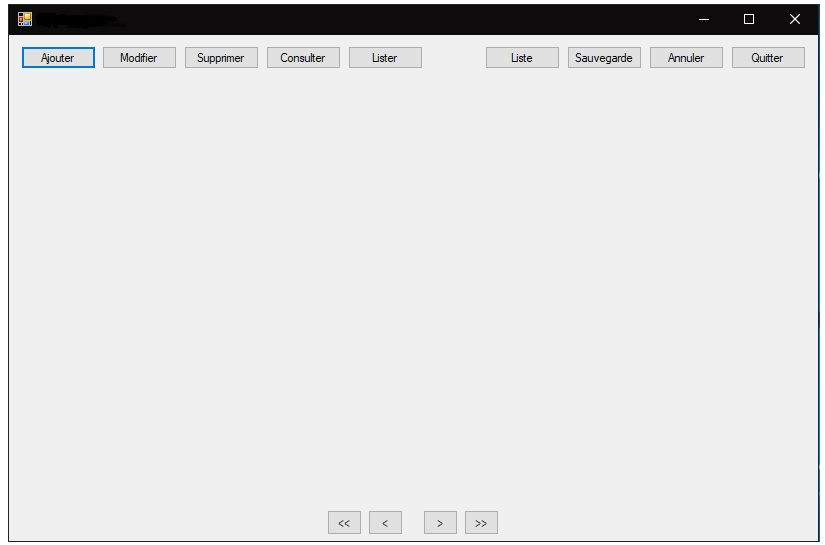 Ajouter Modifier Supprimer Consulter Lister Liste Sauvegarde Annuler Quitter
<< < > >>